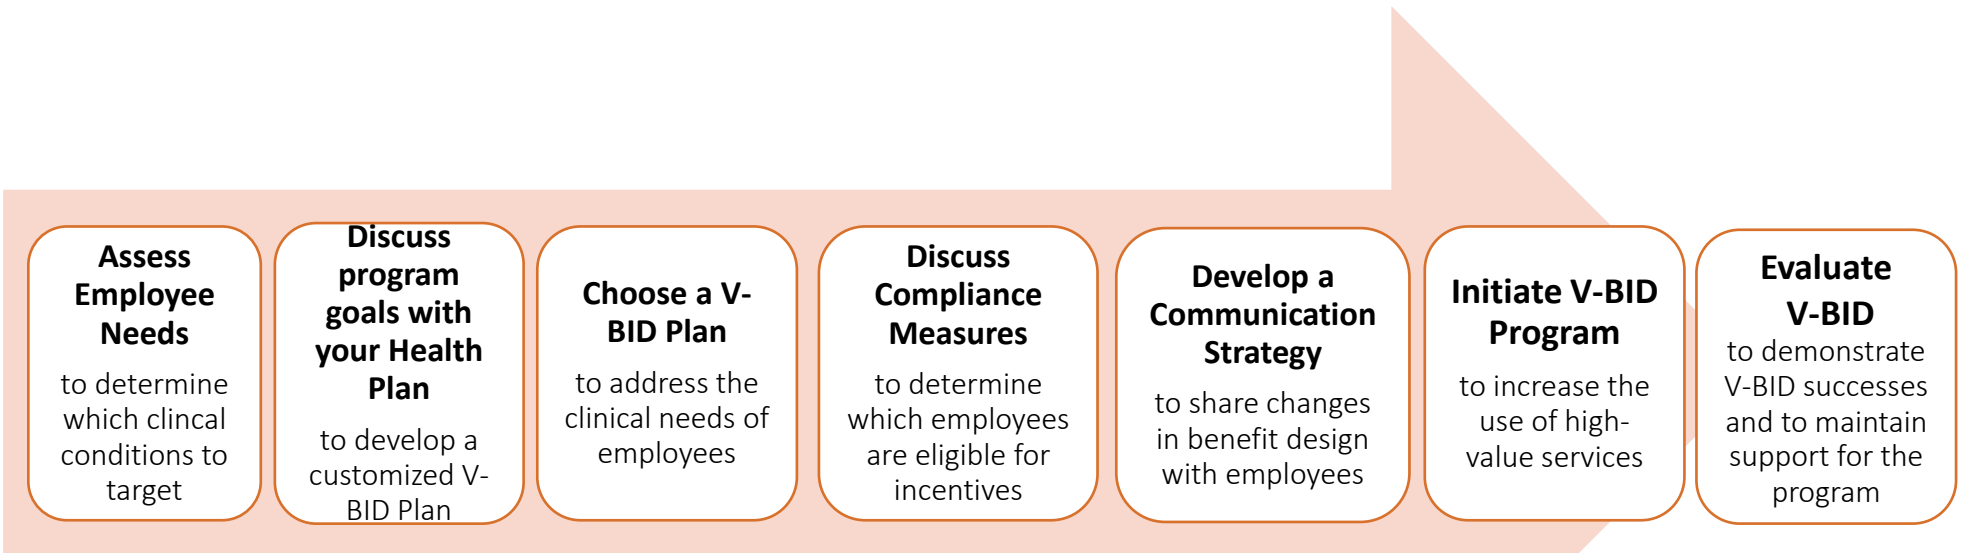 Assess
Employee
Needs
to determine
which clincal
conditions to
target
Discuss
program
goals with
your Health
Plan
to develop a
customized V-
BID Plan
Choose a V-
BID Plan
to address the
clinical needs of
employees
Discuss
Compliance
Measures
to determine
which employees
are eligible for
incentives
Develop a
Communication
Strategy
to share changes
in benefit design
with employees
Initiate V-BID
Program
to increase the
use of high-
value services
Evaluate
V-BID
to demonstrate
V-BID successes
and to maintain
support for the
program